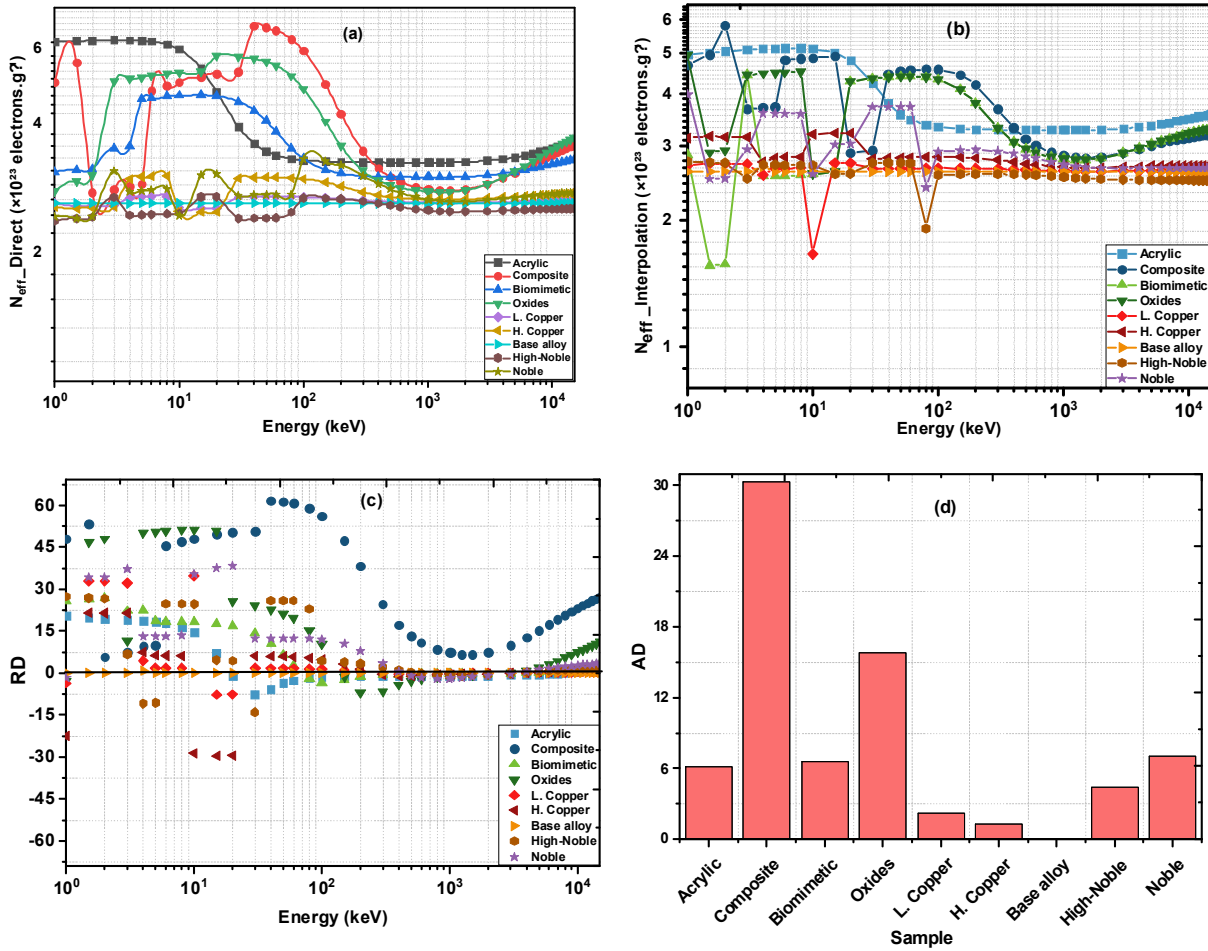 (a)
N_eff_Direct (×10²³ electrons.g?)
6
4
2
10⁰ 10¹ 10² 10³ 10⁴
Energy (keV)
Acrylic
Composite
Biomimetic
Oxides
L. Copper
H. Copper
Base alloy
High-Noble
Noble
(b)
N_eff _Interpolation (×10²³ electrons.g?)
6
5
4
3
2
1
10⁰ 10¹ 10² 10³ 10⁴
Energy (keV)
Acrylic
Composite
Biomimetic
Oxides
L. Copper
H. Copper
Base alloy
High-Noble
Noble
(c)
RD
60
45
30
15
0
-15
-30
-45
-60
10⁰ 10¹ 10² 10³ 10⁴
Energy (keV)
Acrylic
Composite
Biomimetic
Oxides
L. Copper
H. Copper
Base alloy
High-Noble
Noble
(d)
AD
30
24
18
12
6
0
Acrylic
Composite
Biomimetic
Oxides
L. Copper
H. Copper
Base alloy
High-Noble
Noble
Sample